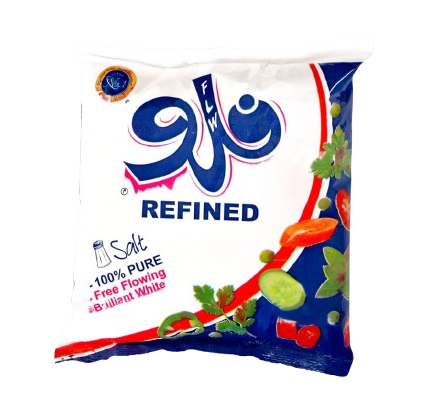 فلو
FLW
REFINED
Salt
-100% PURE
-Free Flowing
Brilliant White